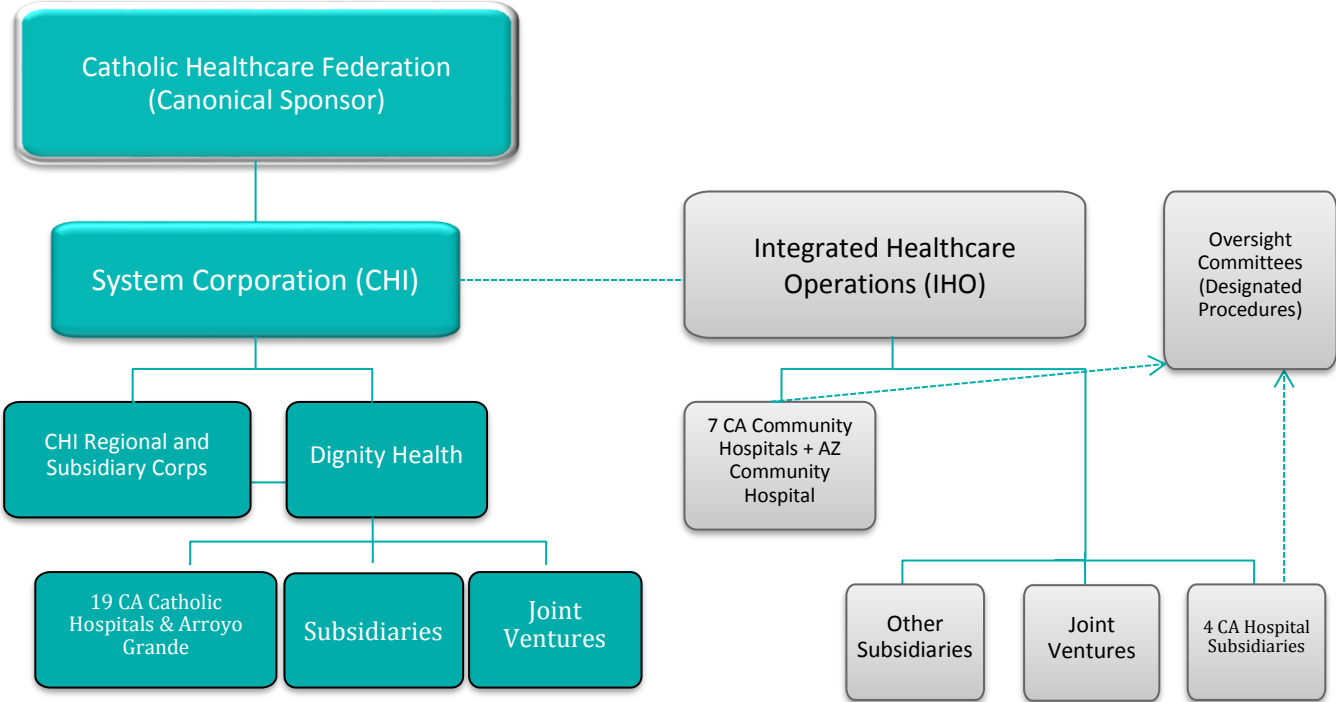 Catholic Healthcare Federation
(Canonical Sponsor)
System Corporation (CHI)
Integrated Healthcare
Operations (IHO)
Oversight
Committees
(Designated
Procedures)
CHI Regional and
Subsidiary Corps
Dignity Health
7 CA Community
Hospitals + AZ
Community
Hospital
19 CA Catholic
Hospitals & Arroyo
Grande
Subsidiaries
Joint
Ventures
Other
Subsidiaries
Joint
Ventures
4 CA Hospital
Subsidiaries